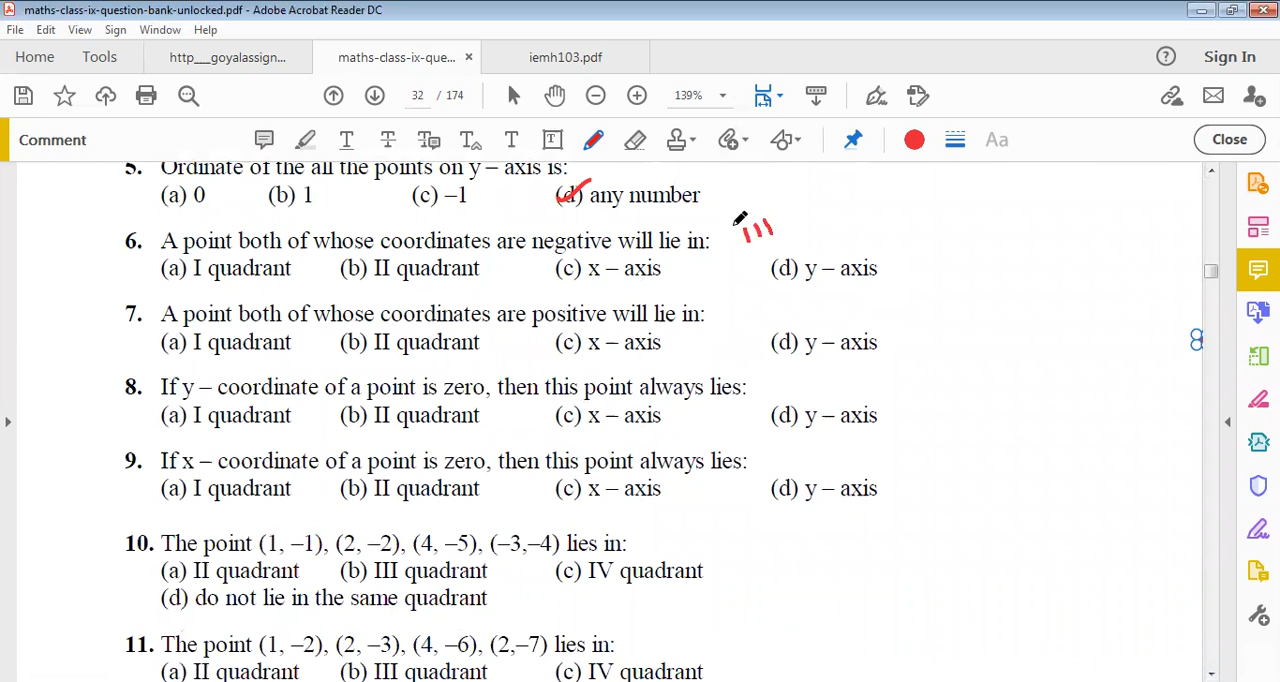 maths-class-ix-question-bank-unlocked.pdf - Adobe Acrobat Reader DC
File Edit View Sign Window Help
Home Tools http___goyalassign... maths-class-ix-que... × iemh103.pdf Sign In
32 / 174 139%
Comment Aa Close
5. Ordinate of the all the points on y – axis is:
(a) 0 (b) 1 (c) –1 (d) any number
III
6. A point both of whose coordinates are negative will lie in:
(a) I quadrant (b) II quadrant (c) x – axis (d) y – axis
7. A point both of whose coordinates are positive will lie in:
(a) I quadrant (b) II quadrant (c) x – axis (d) y – axis
8. If y – coordinate of a point is zero, then this point always lies:
(a) I quadrant (b) II quadrant (c) x – axis (d) y – axis
9. If x – coordinate of a point is zero, then this point always lies:
(a) I quadrant (b) II quadrant (c) x – axis (d) y – axis
10. The point (1, –1), (2, –2), (4, –5), (–3,–4) lies in:
(a) II quadrant (b) III quadrant (c) IV quadrant
(d) do not lie in the same quadrant
11. The point (1, –2), (2, –3), (4, –6), (2,–7) lies in:
(a) II quadrant (b) III quadrant (c) IV quadrant